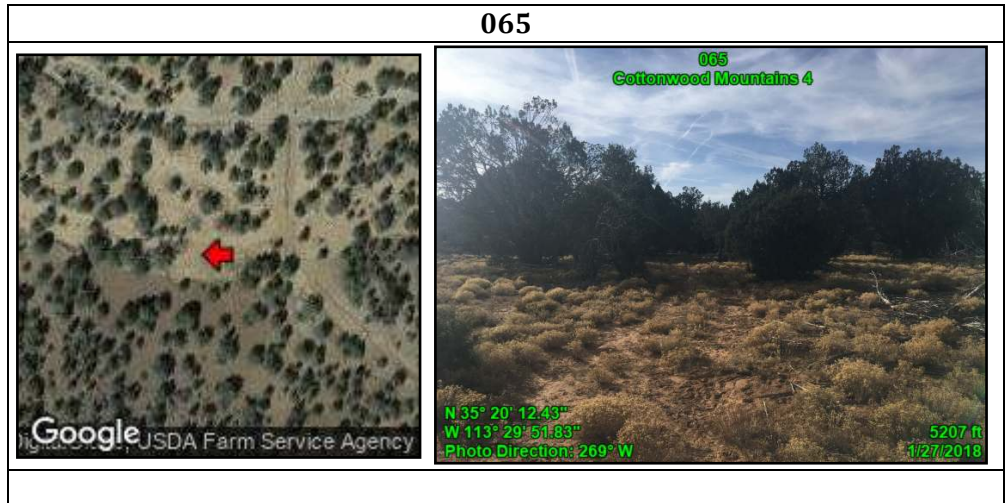 065
065
Cottonwood Mountains 4
N 35° 20' 12.43"
W 113° 29' 51.83"
Photo Direction: 269° W
5207 ft
1/27/2018
Google
USDA Farm Service Agency